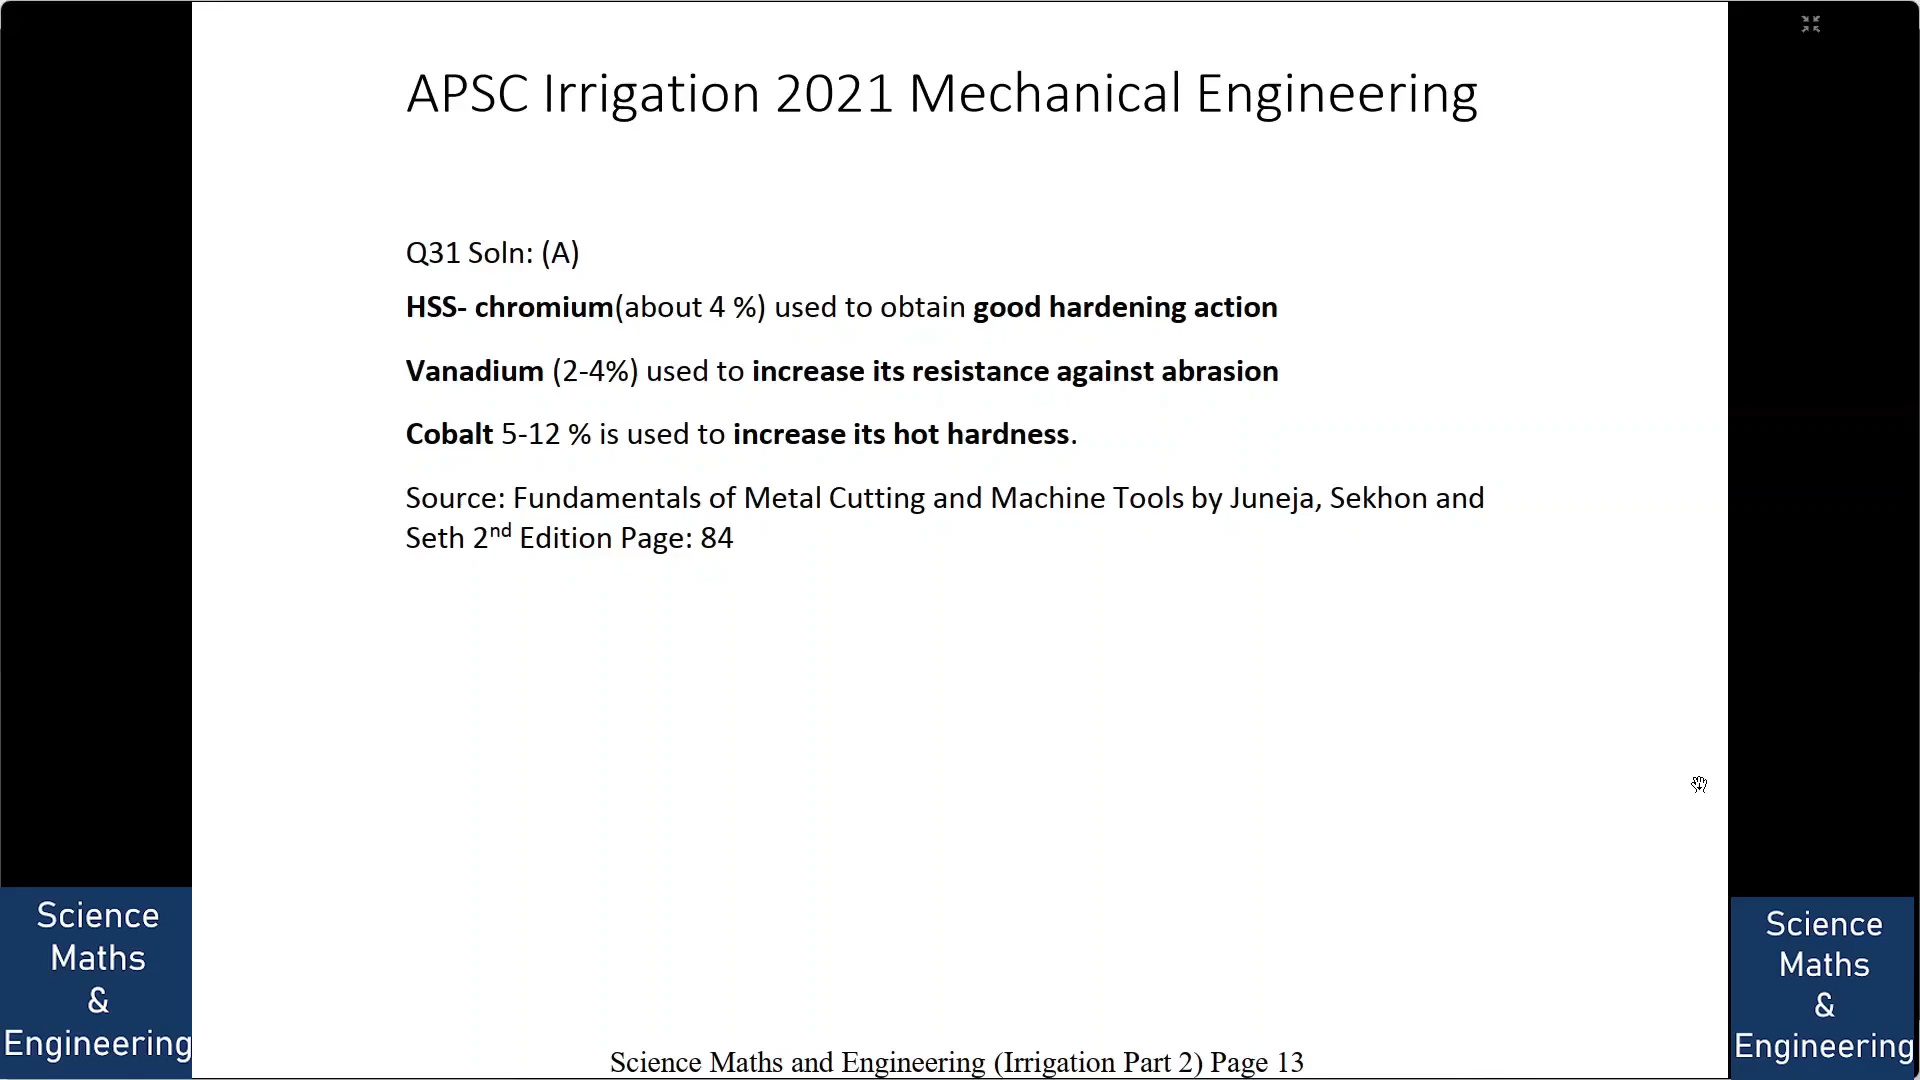 APSC Irrigation 2021 Mechanical Engineering
Q31 Soln: (A)
HSS- chromium(about 4 %) used to obtain good hardening action
Vanadium (2-4%) used to increase its resistance against abrasion
Cobalt 5-12 % is used to increase its hot hardness.
Source: Fundamentals of Metal Cutting and Machine Tools by Juneja, Sekhon and
Seth 2nd Edition Page: 84
Science
Maths
&
Engineering
Science Maths and Engineering (Irrigation Part 2) Page 13
Science
Maths
&
Engineering